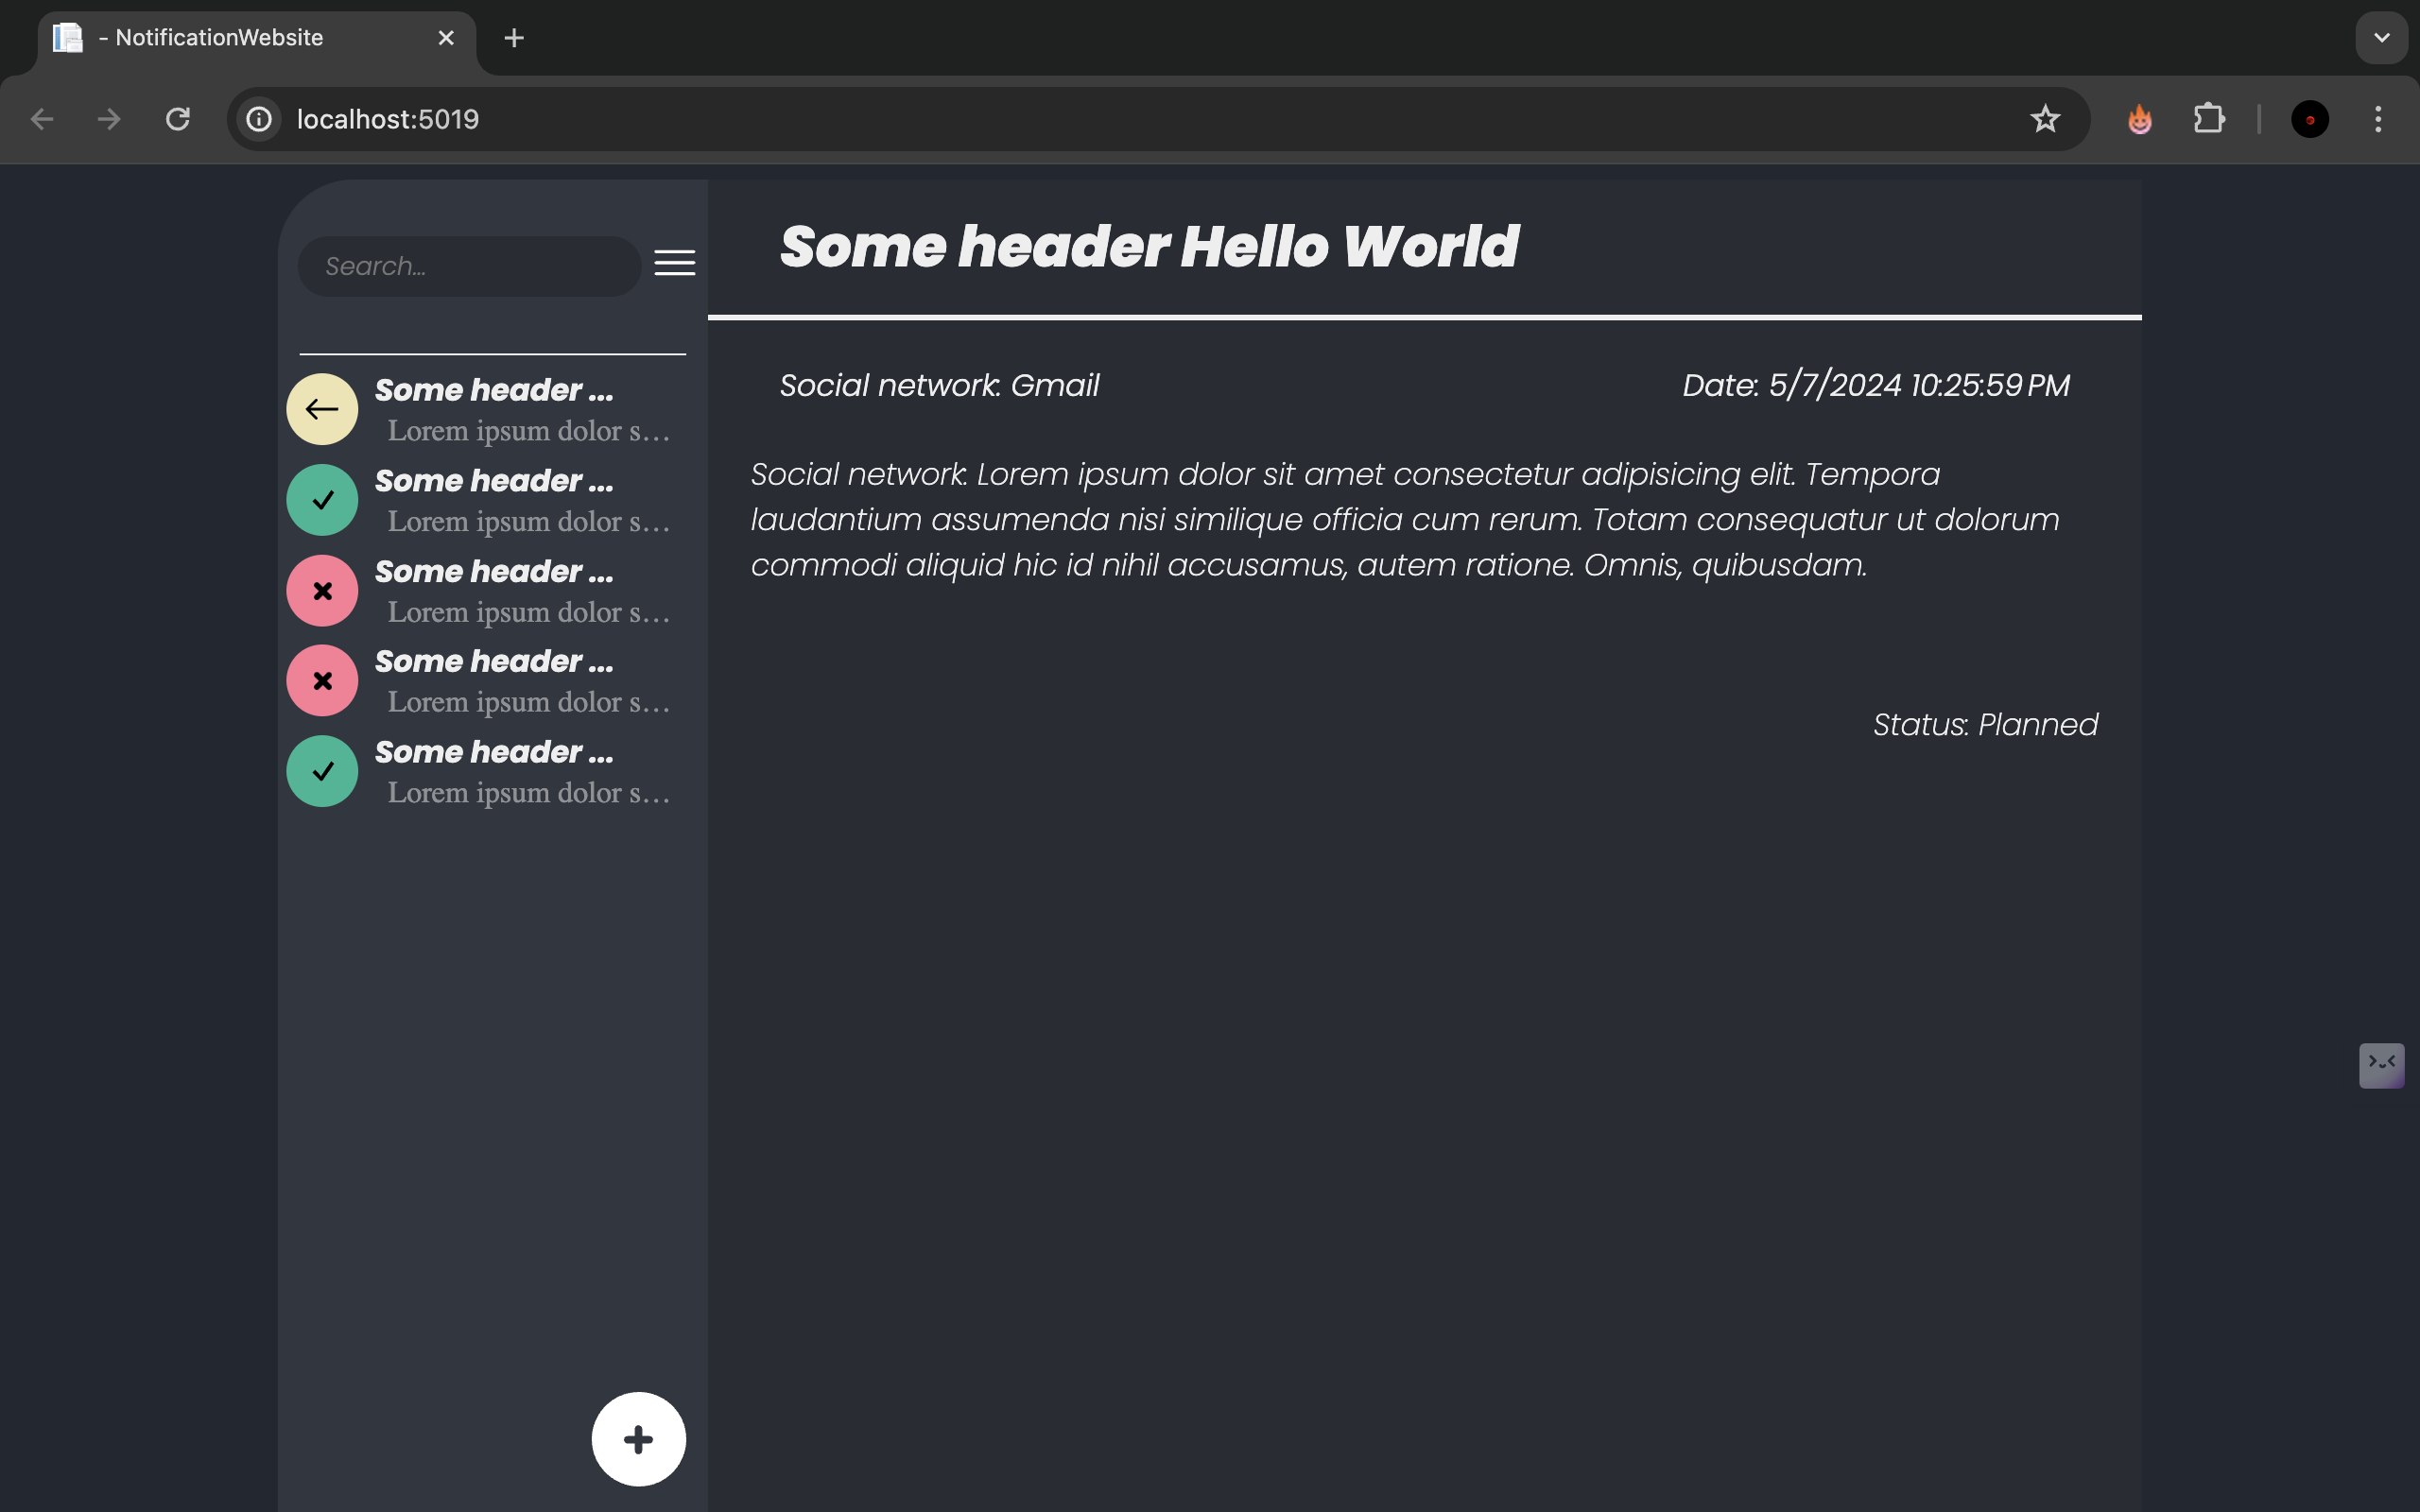 - NotificationWebsite
localhost:5019
Search...
Some header ...
Lorem ipsum dolor s...
Some header ...
Lorem ipsum dolor s...
Some header ...
Lorem ipsum dolor s...
Some header ...
Lorem ipsum dolor s...
Some header ...
Lorem ipsum dolor s...
Some header Hello World
Social network: Gmail
Date: 5/7/2024 10:25:59 PM
Social network: Lorem ipsum dolor sit amet consectetur adipisicing elit. Tempora
laudantium assumenda nisi similique officia cum rerum. Totam consequatur ut dolorum
commodi aliquid hic id nihil accusamus, autem ratione. Omnis, quibusdam.
Status: Planned